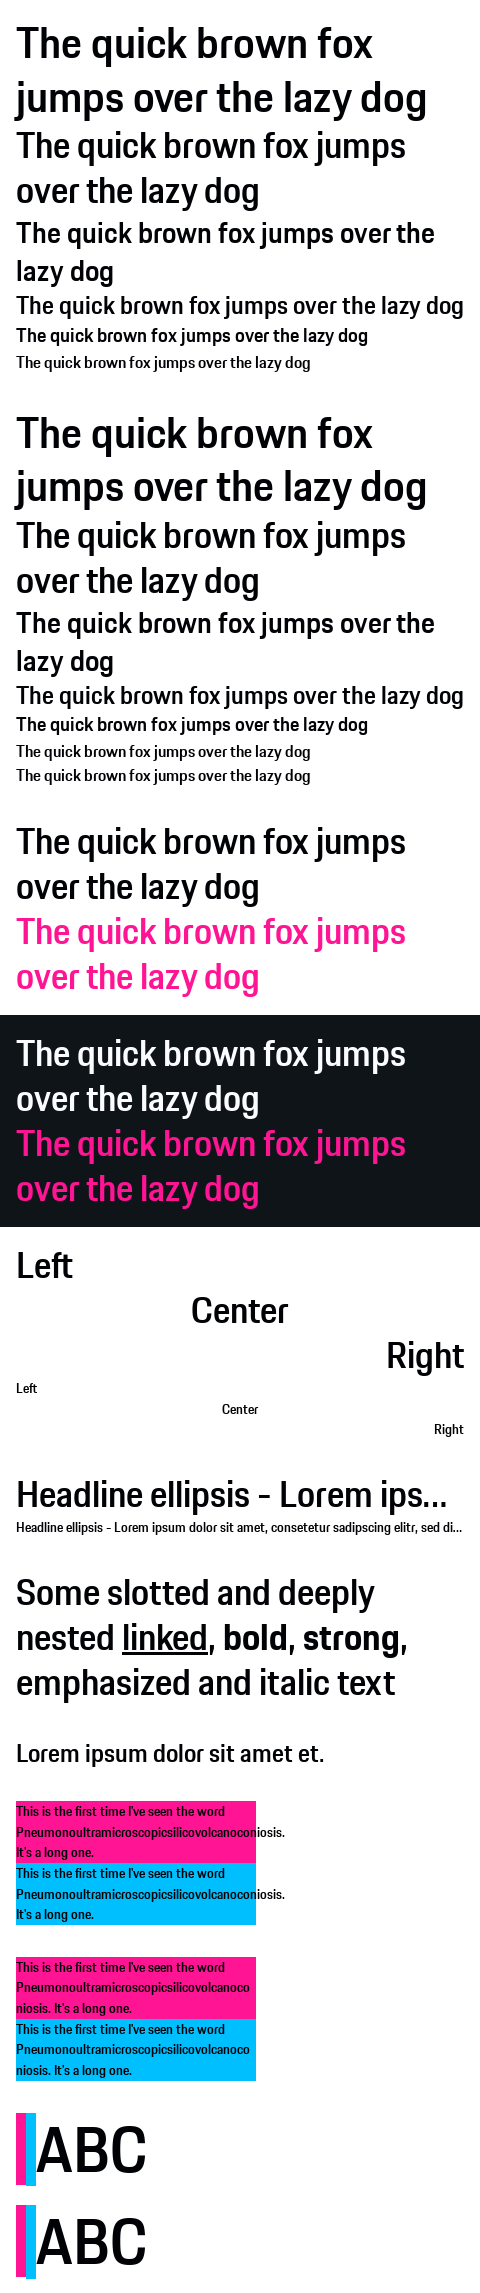 The quick brown fox
jumps over the lazy dog
The quick brown fox jumps
over the lazy dog
The quick brown fox jumps over the
lazy dog
The quick brown fox jumps over the lazy dog
The quick brown fox jumps over the lazy dog
The quick brown fox jumps over the lazy dog
The quick brown fox
jumps over the lazy dog
The quick brown fox jumps
over the lazy dog
The quick brown fox jumps over the
lazy dog
The quick brown fox jumps over the lazy dog
The quick brown fox jumps over the lazy dog
The quick brown fox jumps over the lazy dog
The quick brown fox jumps over the lazy dog
The quick brown fox jumps
over the lazy dog
The quick brown fox jumps
over the lazy dog
The quick brown fox jumps
over the lazy dog
The quick brown fox jumps
over the lazy dog
Left
Center
Right
Left
Center
Right
Headline ellipsis - Lorem ips...
Headline ellipsis - Lorem ipsum dolor sit amet, consetetur sadipscing elitr, sed di...
Some slotted and deeply
nested linked, bold, strong,
emphasized and italic text
Lorem ipsum dolor sit amet et.
This is the first time I've seen the word
Pneumonoultramicroscopicsilicovolcanoconiosis.
It's a long one.
This is the first time I've seen the word
Pneumonoultramicroscopicsilicovolcanoconiosis.
It's a long one.
This is the first time I've seen the word
Pneumonoultramicroscopicsilicovolcanoco
niosis. It's a long one.
This is the first time I've seen the word
Pneumonoultramicroscopicsilicovolcanoco
niosis. It's a long one.
ABC
ABC